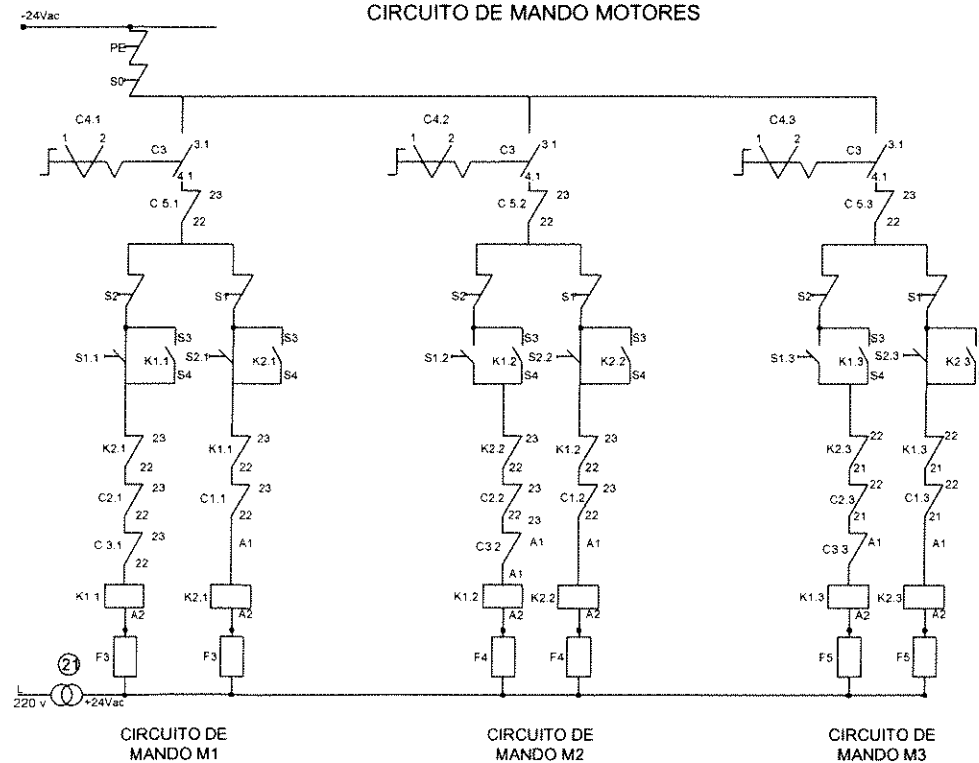 CIRCUITO DE MANDO MOTORES
-24Vac
PE
S0
C4.1 C4.2 C4.3
1 2 C3 3.1 1 2 C3 3.1 1 2 C3 3.1
4.1 4.1 4.1
C 5.1 23 C 5.2 23 C 5.3 23
22 22 22
S2 S1 S2 S1 S2 S1
S3 S3 S3 S3 S3 S3
S1.1 K1.1 S2.1 K2.1 S1.2 K1.2 S2.2 K2.2 S1.3 K1.3 S2.3 K2.3
S4 S4 S4 S4 S4 S4
K2.1 23 K1.1 23 K2.2 23 K1.2 23 K2.3 22 K1.3 22
22 22 22 22 21 21
C2.1 23 C1.1 23 C2.2 23 C1.2 23 C2.3 22 C1.3 22
22 22 22 22 21 21
C 3.1 23 A1 C3.2 23 A1 A1 C3.3 A1 A1
22 A1
K1.1 K2.1 K1.2 K2.2 K1.3 K2.3
A2 A2 A2 A2 A2 A2
F3 F3 F4 F4 F5 F5
21
L
220 v +24Vac
CIRCUITO DE
MANDO M1
CIRCUITO DE
MANDO M2
CIRCUITO DE
MANDO M3